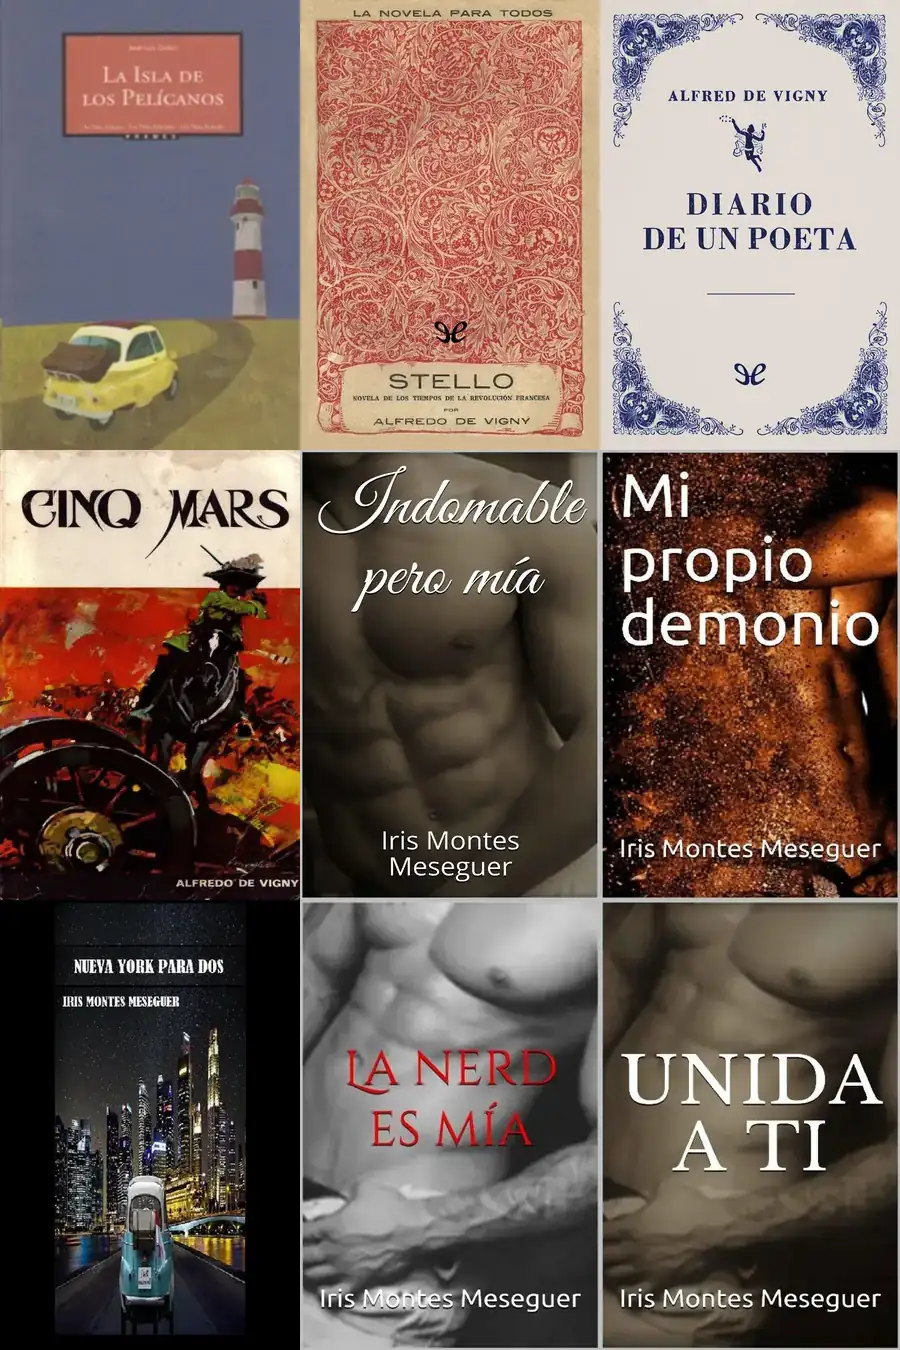 La Isla de
los Pelícanos
LA NOVELA PARA TODOS
STELLO
NOVELA DE LOS TIEMPOS DE LA REVOLUCIÓN FRANCESA
POR
ALFREDO DE VIGNY
ALFRED DE VIGNY
DIARIO
DE UN POETA
CINQ MARS
ALFREDO DE VIGNY
Indomable
pero mía
Iris Montes
Meseguer
Mi
propio
demonio
Iris Montes Meseguer
NUEVA YORK PARA DOS
IRIS MONTES MESEGUER
LA NERD
ES MÍA
Iris Montes Meseguer
UNIDA
A TI
Iris Montes Meseguer